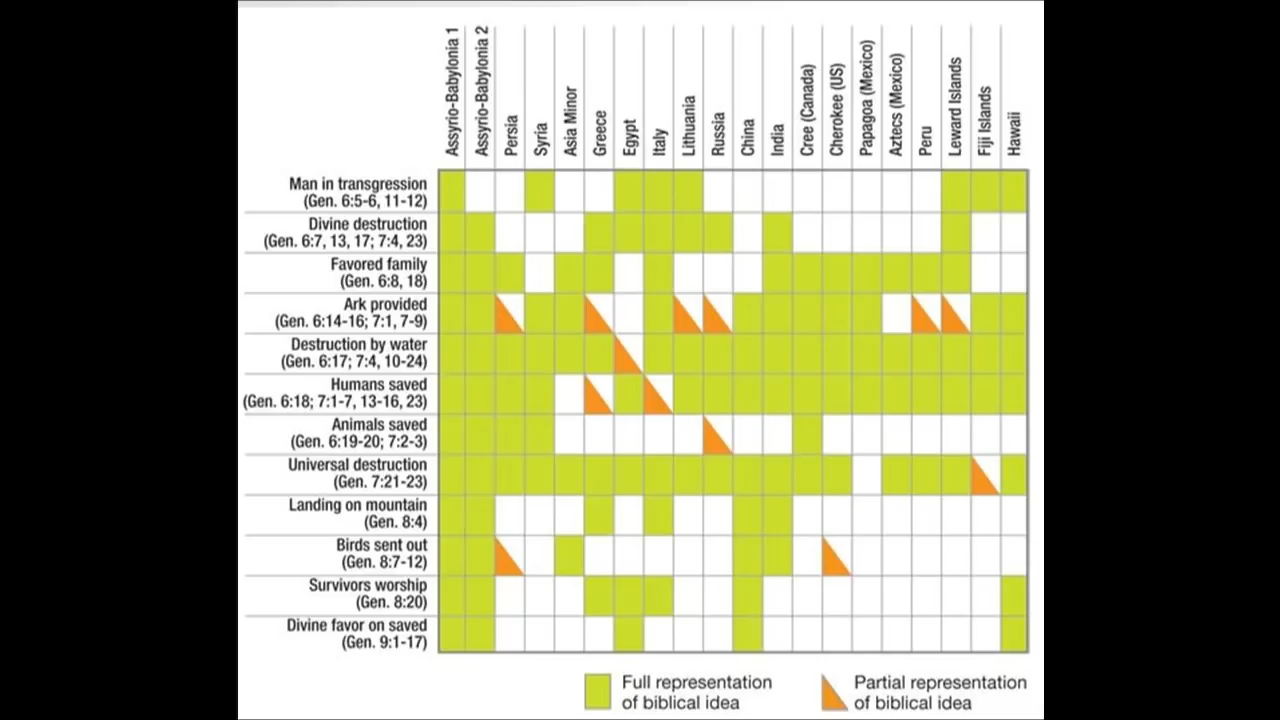 Assyrio-Babylonia 1
Assyrio-Babylonia 2
Persia
Syria
Asia Minor
Greece
Egypt
Italy
Lithuania
Russia
China
India
Cree (Canada)
Cherokee (US)
Papagoa (Mexico)
Aztecs (Mexico)
Peru
Leward Islands
Fiji Islands
Hawaii
Man in transgression
(Gen. 6:5-6, 11-12)
Divine destruction
(Gen. 6:7, 13, 17; 7:4, 23)
Favored family
(Gen. 6:8, 18)
Ark provided
(Gen. 6:14-16; 7:1, 7-9)
Destruction by water
(Gen. 6:17; 7:4, 10-24)
Humans saved
(Gen. 6:18; 7:1-7, 13-16, 23)
Animals saved
(Gen. 6:19-20; 7:2-3)
Universal destruction
(Gen. 7:21-23)
Landing on mountain
(Gen. 8:4)
Birds sent out
(Gen. 8:7-12)
Survivors worship
(Gen. 8:20)
Divine favor on saved
(Gen. 9:1-17)
Full representation
of biblical idea
Partial representation
of biblical idea